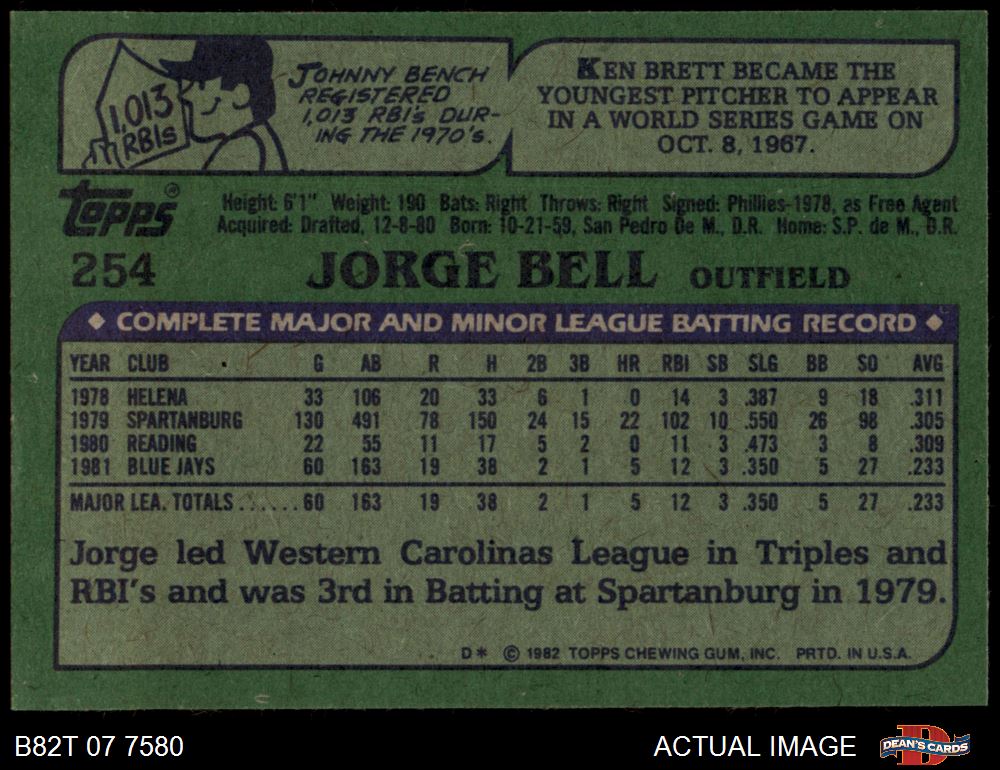 1,013
RBIs
JOHNNY BENCH
REGISTERED
1,013 RBI's DUR-
ING THE 1970's.
KEN BRETT BECAME THE
YOUNGEST PITCHER TO APPEAR
IN A WORLD SERIES GAME ON
OCT. 8, 1967.
Topps®
Height: 6'1" Weight: 190 Bats: Right Throws: Right Signed: Phillies-1978, as Free Agent
Acquired: Drafted, 12-8-80 Born: 10-21-59, San Pedro De M., D.R. Home: S.P. de M., D.R.
254 JORGE BELL OUTFIELD
◆ COMPLETE MAJOR AND MINOR LEAGUE BATTING RECORD ◆
YEAR CLUB G AB R H 2B 3B HR RBI SB SLG BB SO AVG
1978 HELENA 33 106 20 33 6 1 0 14 3 .387 9 18 .311
1979 SPARTANBURG 130 491 78 150 24 15 22 102 10 .550 26 98 .305
1980 READING 22 55 11 17 5 2 0 11 3 .473 3 8 .309
1981 BLUE JAYS 60 163 19 38 2 1 5 12 3 .350 5 27 .233
MAJOR LEA. TOTALS ......60 163 19 38 2 1 5 12 3 .350 5 27 .233
Jorge led Western Carolinas League in Triples and
RBI's and was 3rd in Batting at Spartanburg in 1979.
D* © 1982 TOPPS CHEWING GUM, INC. PRTD. IN U.S.A.
B82T 07 7580 ACTUAL IMAGE D DEAN'S CARDS